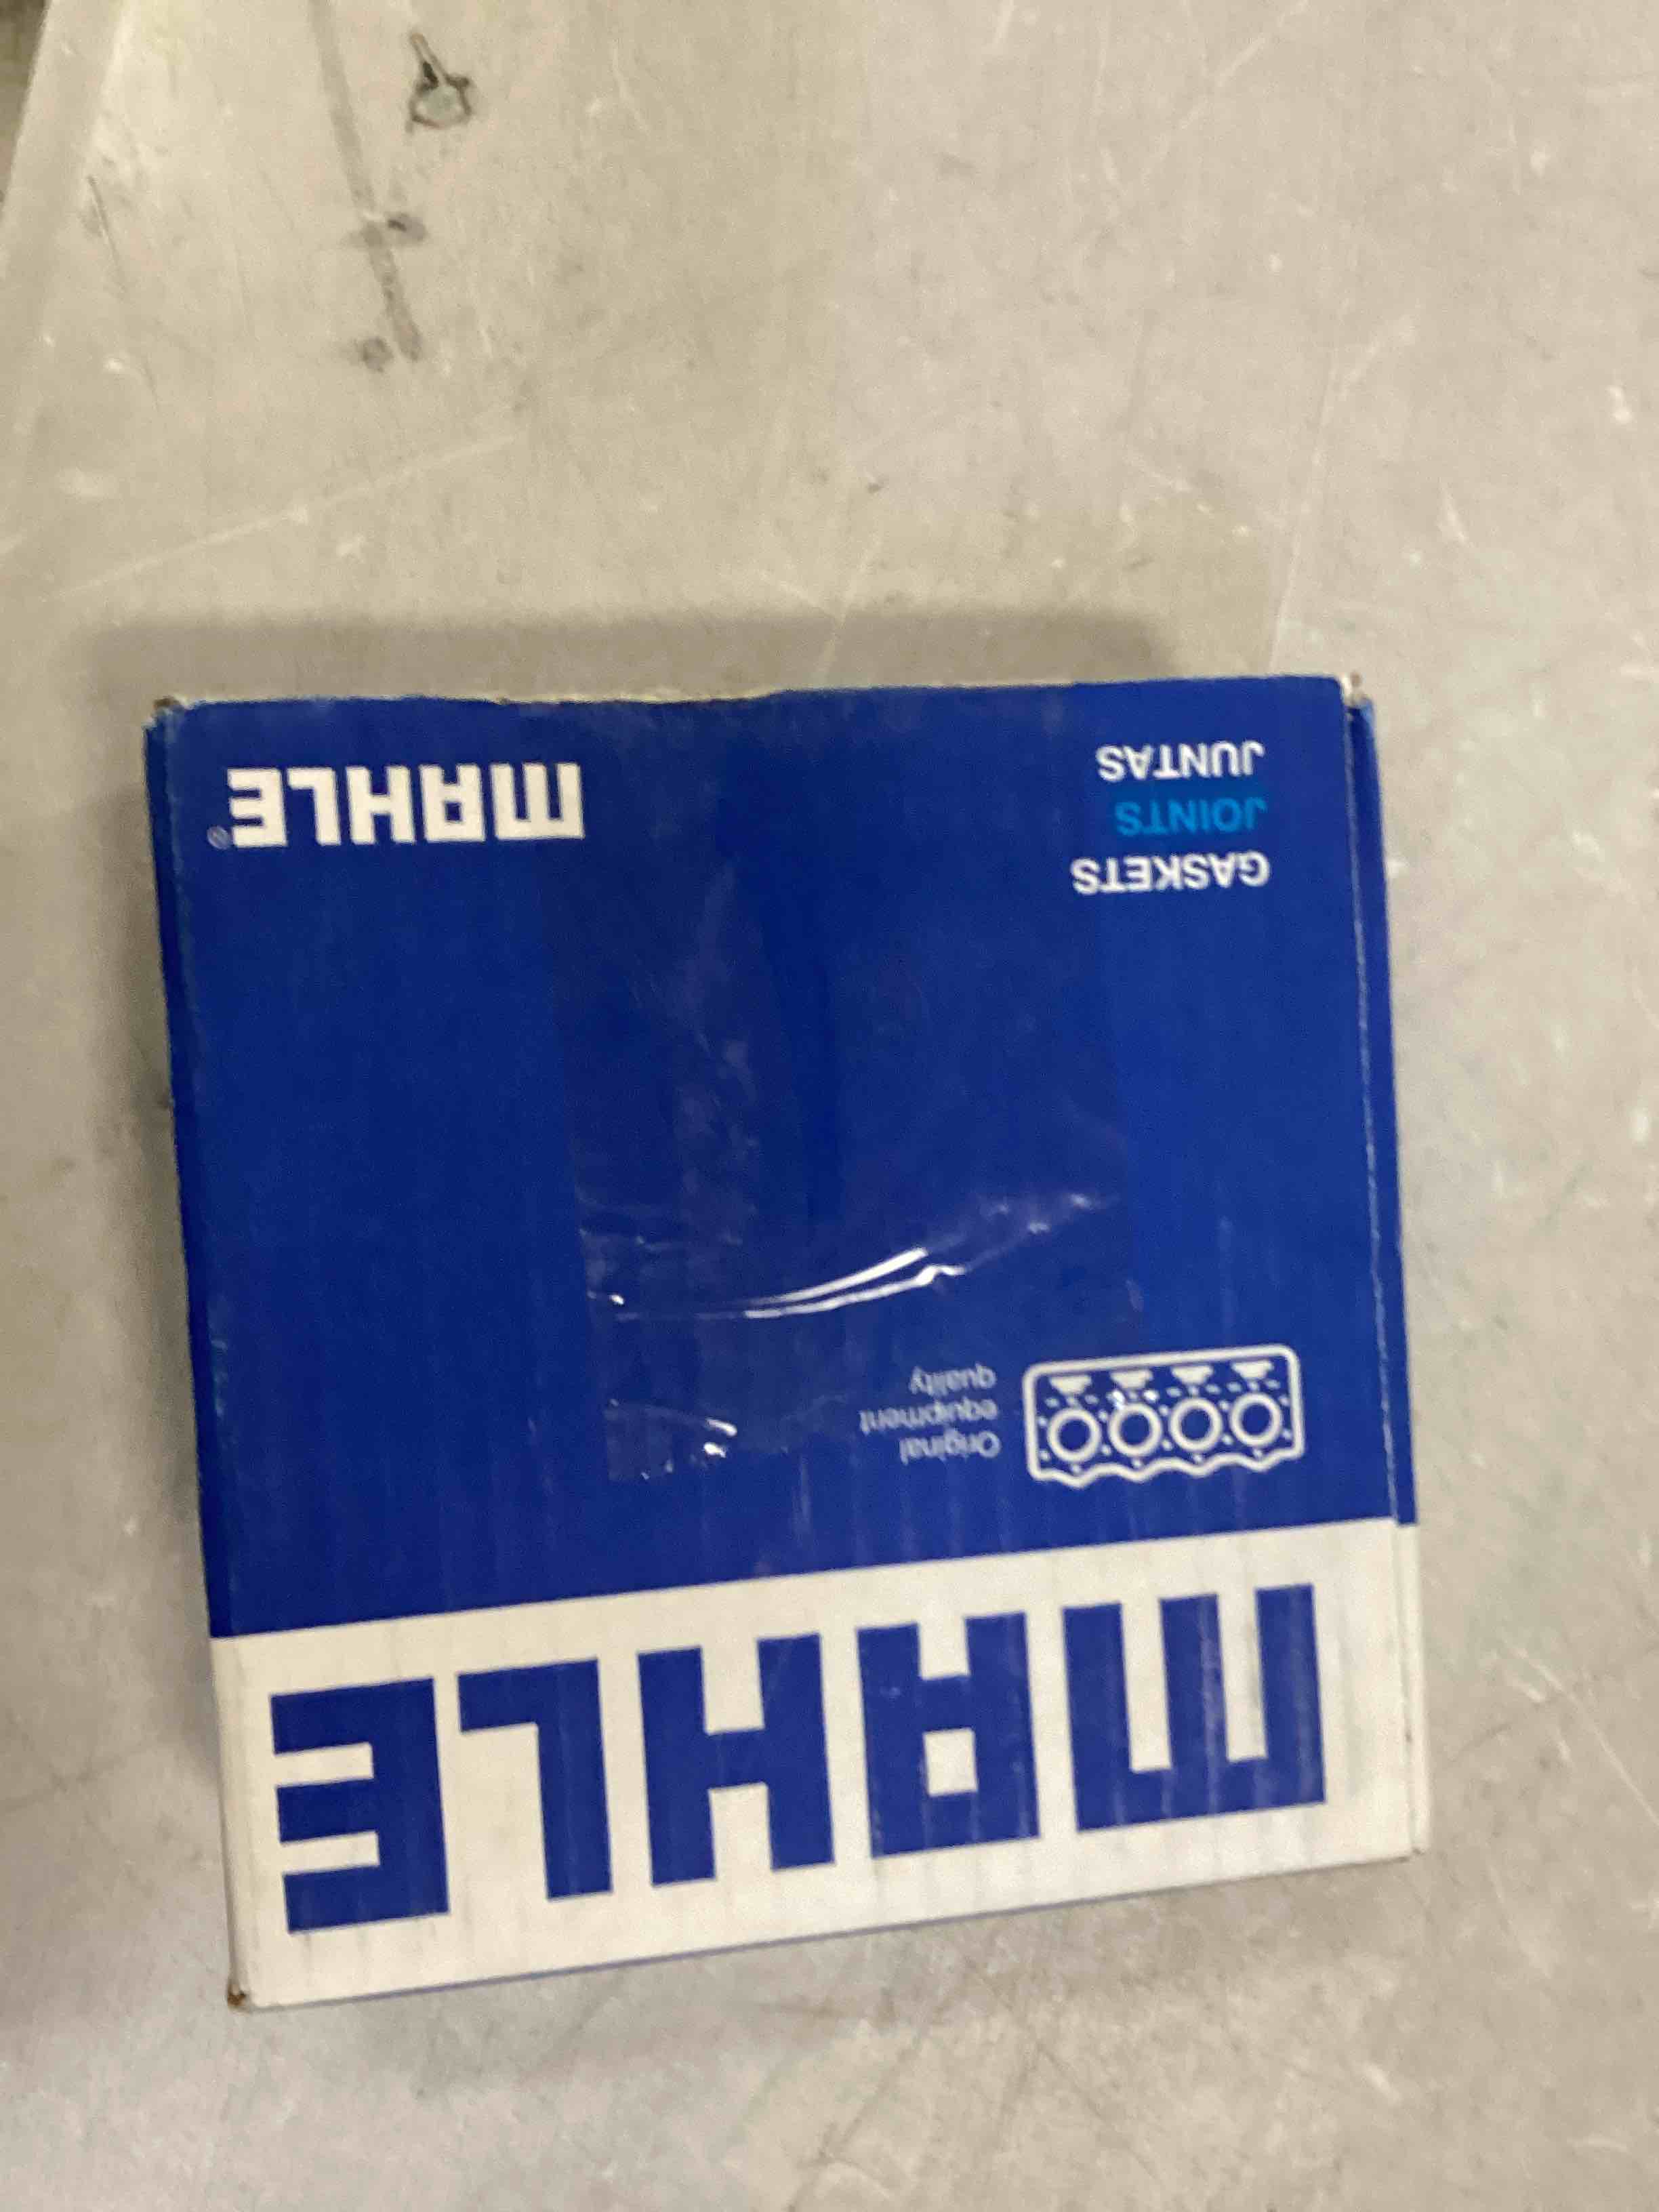 MAHLE
Original
equipment
quality
GASKETS
JOINTS
JUNTAS
MAHLE®